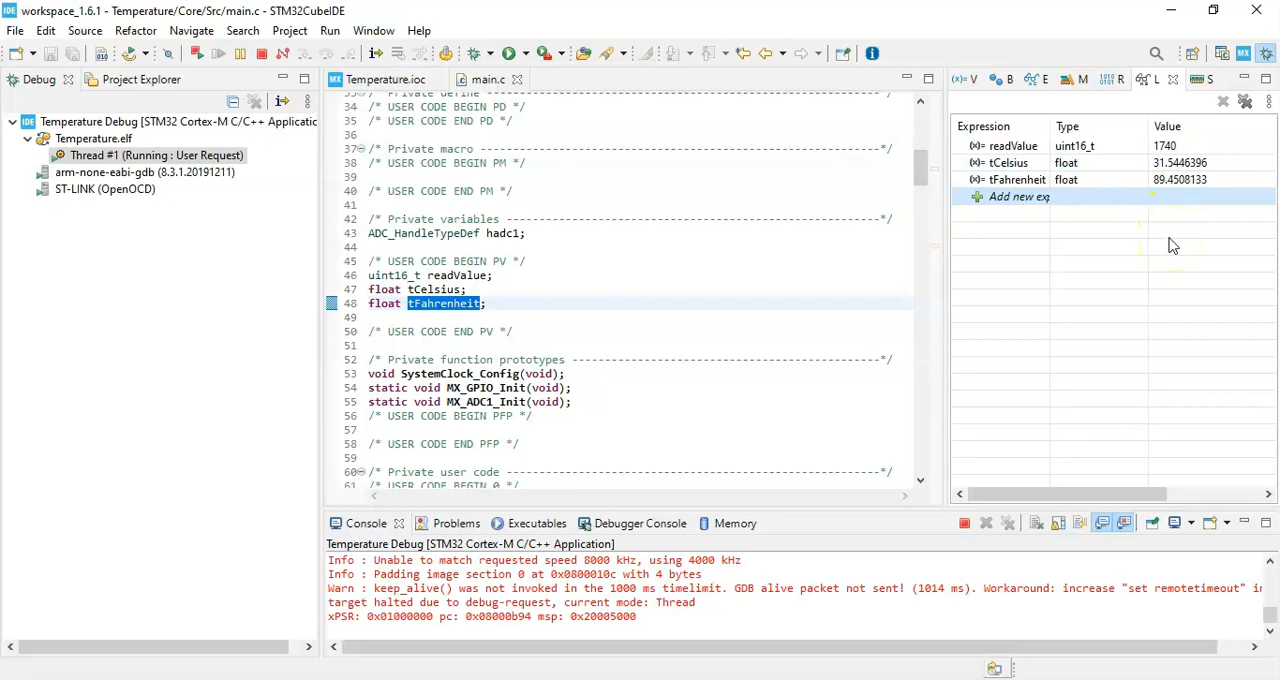 workspace_1.6.1 - Temperature/Core/Src/main.c - STM32CubeIDE
File Edit Source Refactor Navigate Search Project Run Window Help
Debug Project Explorer
Temperature Debug [STM32 Cortex-M C/C++ Applicatic
Temperature.elf
Thread #1 (Running : User Request)
arm-none-eabi-gdb (8.3.1.20191211)
ST-LINK (OpenOCD)
Temperature.ioc main.c
33 /* Private define ------------------------------------------------------------*/
34 /* USER CODE BEGIN PD */
35 /* USER CODE END PD */
36
37 /* Private macro -------------------------------------------------------------*/
38 /* USER CODE BEGIN PM */
39
40 /* USER CODE END PM */
41
42 /* Private variables ---------------------------------------------------------*/
43 ADC_HandleTypeDef hadc1;
44
45 /* USER CODE BEGIN PV */
46 uint16_t readValue;
47 float tCelsius;
48 float tFahrenheit;
49
50 /* USER CODE END PV */
51
52 /* Private function prototypes -----------------------------------------------*/
53 void SystemClock_Config(void);
54 static void MX_GPIO_Init(void);
55 static void MX_ADC1_Init(void);
56 /* USER CODE BEGIN PFP */
57
58 /* USER CODE END PFP */
59
60 /* Private user code ---------------------------------------------------------*/
61 /* USER CODE BEGIN 0 */
(x)= V B E M R L S
Expression Type Value
(x)= readValue uint16_t 1740
(x)= tCelsius float 31.5446396
(x)= tFahrenheit float 89.4508133
Add new exp
Console Problems Executables Debugger Console Memory
Temperature Debug [STM32 Cortex-M C/C++ Application]
Info : Unable to match requested speed 8000 kHz, using 4000 kHz
Info : Padding image section 0 at 0x0800010c with 4 bytes
Warn : keep_alive() was not invoked in the 1000 ms timelimit. GDB alive packet not sent! (1014 ms). Workaround: increase "set remotetimeout" in
target halted due to debug-request, current mode: Thread
xPSR: 0x01000000 pc: 0x08000b94 msp: 0x20005000